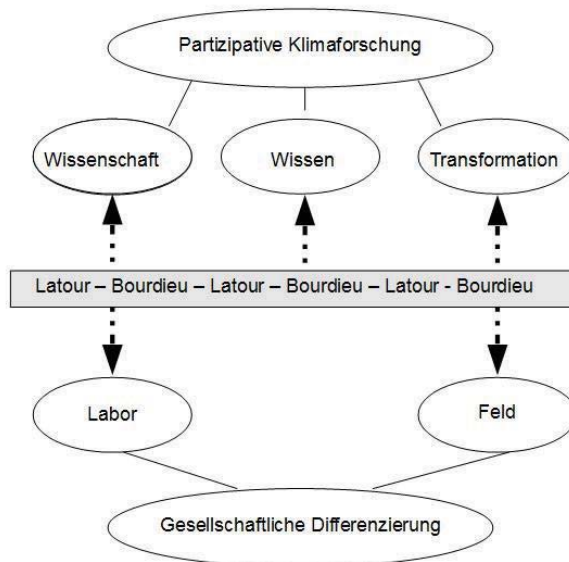 Partizipative Klimaforschung
Wissenschaft
Wissen
Transformation
Latour – Bourdieu – Latour – Bourdieu – Latour - Bourdieu
Labor
Feld
Gesellschaftliche Differenzierung